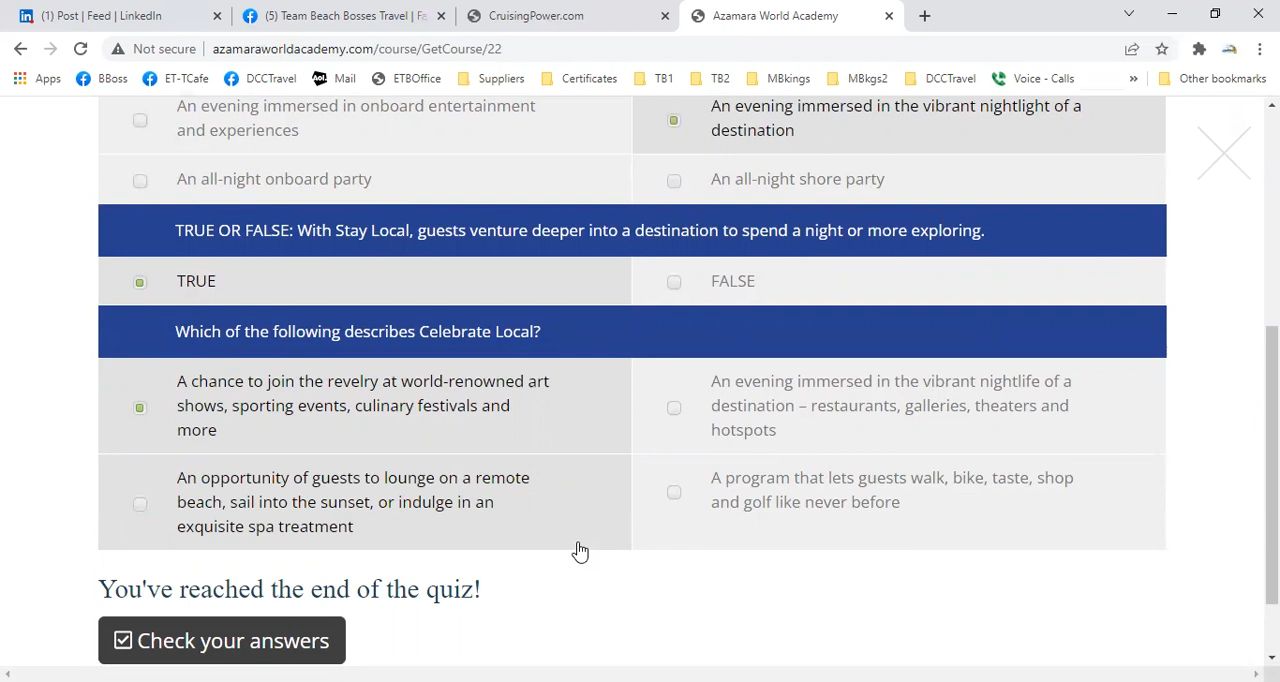 (1) Post | Feed | LinkedIn
(5) Team Beach Bosses Travel | Fa
CruisingPower.com
Azamara World Academy
Not secure
azamaraworldacademy.com/course/GetCourse/22
Apps
BBoss
ET-TCafe
DCCTravel
Aol.
Mail
ETBOffice
Suppliers
Certificates
TB1
TB2
MBkings
MBkgs2
DCCTravel
Voice - Calls
»
Other bookmarks
An evening immersed in onboard entertainment
and experiences
An evening immersed in the vibrant nightlight of a
destination
An all-night onboard party
An all-night shore party
TRUE OR FALSE: With Stay Local, guests venture deeper into a destination to spend a night or more exploring.
TRUE
FALSE
Which of the following describes Celebrate Local?
A chance to join the revelry at world-renowned art
shows, sporting events, culinary festivals and
more
An evening immersed in the vibrant nightlife of a
destination – restaurants, galleries, theaters and
hotspots
An opportunity of guests to lounge on a remote
beach, sail into the sunset, or indulge in an
exquisite spa treatment
A program that lets guests walk, bike, taste, shop
and golf like never before
You've reached the end of the quiz!
Check your answers